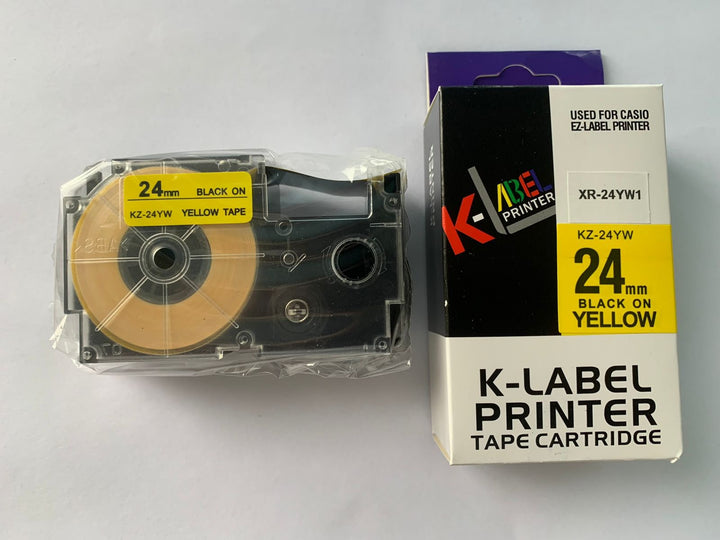 24mm BLACK ON
KZ-24YW YELLOW TAPE
ABS
USED FOR CASIO
EZ-LABEL PRINTER
K-LABEL
PRINTER
XR-24YW1
KZ-24YW
24mm
BLACK ON
YELLOW
K-LABEL
PRINTER
TAPE CARTRIDGE